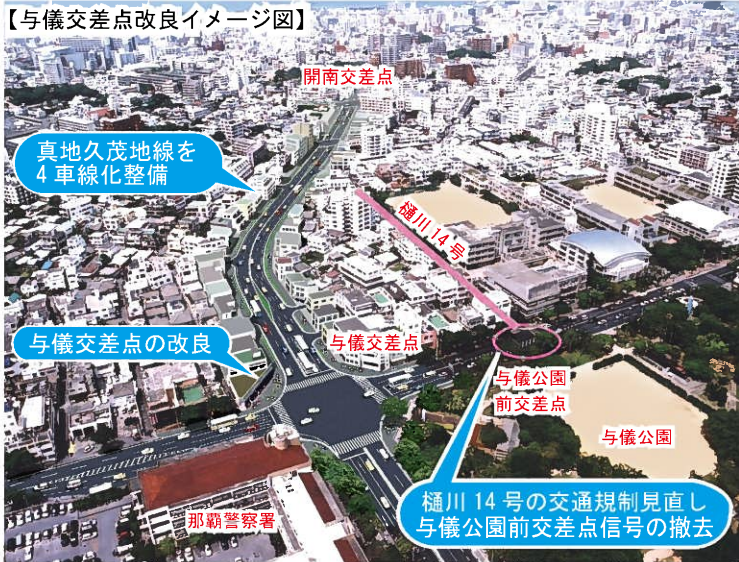 【与儀交差点改良イメージ図】
開南交差点
真地久茂地線を
4車線化整備
樋川14号
与儀交差点の改良
与儀交差点
与儀公園
前交差点
与儀公園
樋川14号の交通規制見直し
与儀公園前交差点信号の撤去
那覇警察署